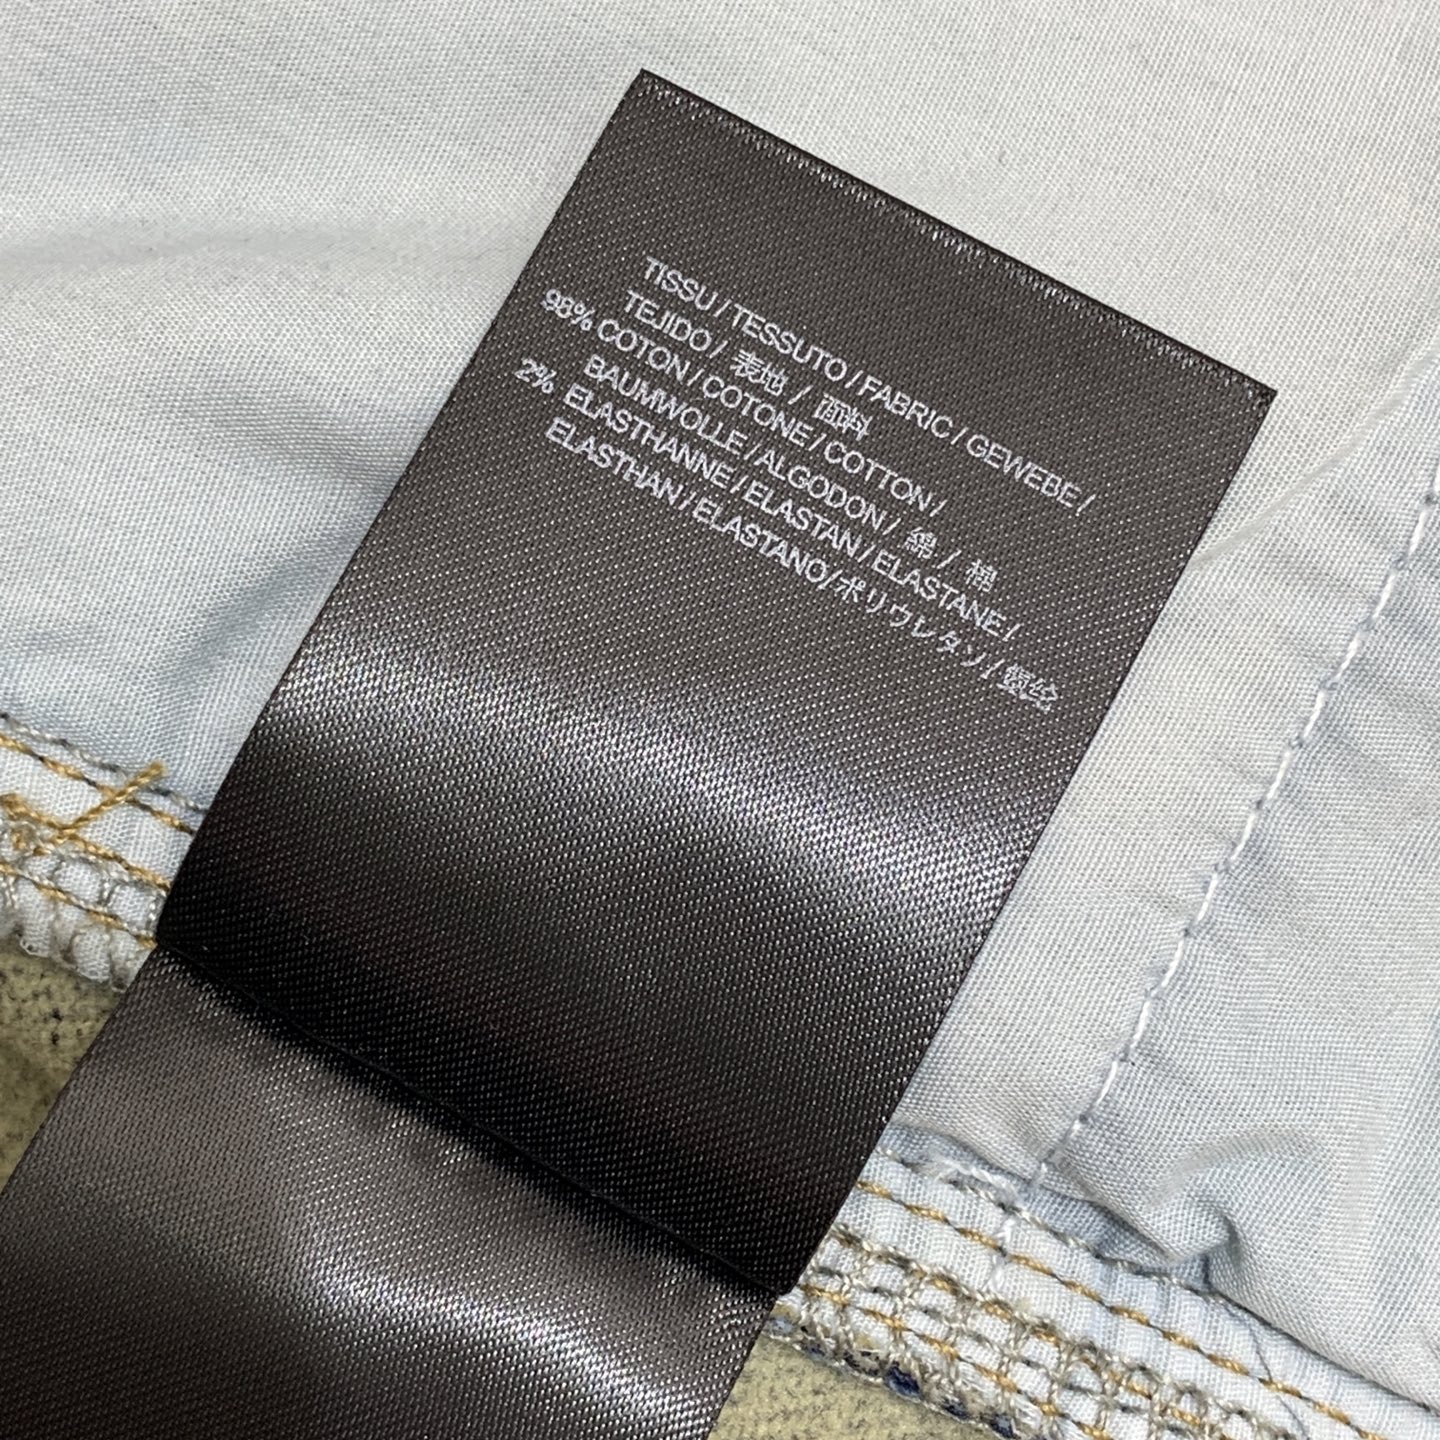 TISSU / TESSUTO / FABRIC / GEWEBE /
TEJIDO / 表地 / 面料
98% COTON / COTONE / COTTON /
BAUMWOLLE / ALGODON / 綿 / 棉
2% ELASTHANNE / ELASTAN / ELASTANE /
ELASTHAN / ELASTANO/ポリウレタン / 氨纶